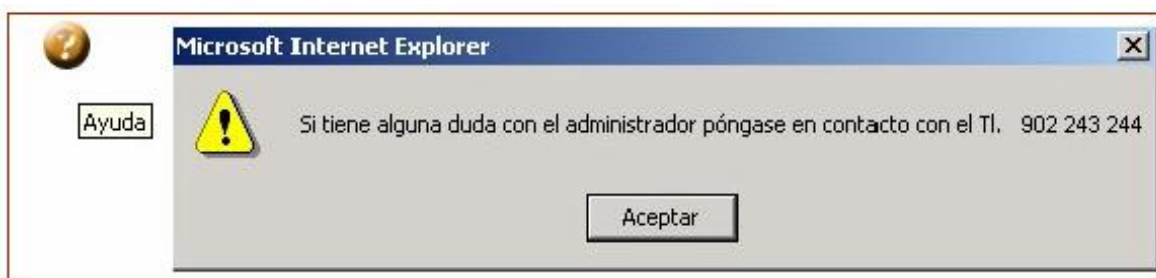 Microsoft Internet Explorer
Ayuda
Si tiene alguna duda con el administrador póngase en contacto con el Tl. 902 243 244
Aceptar